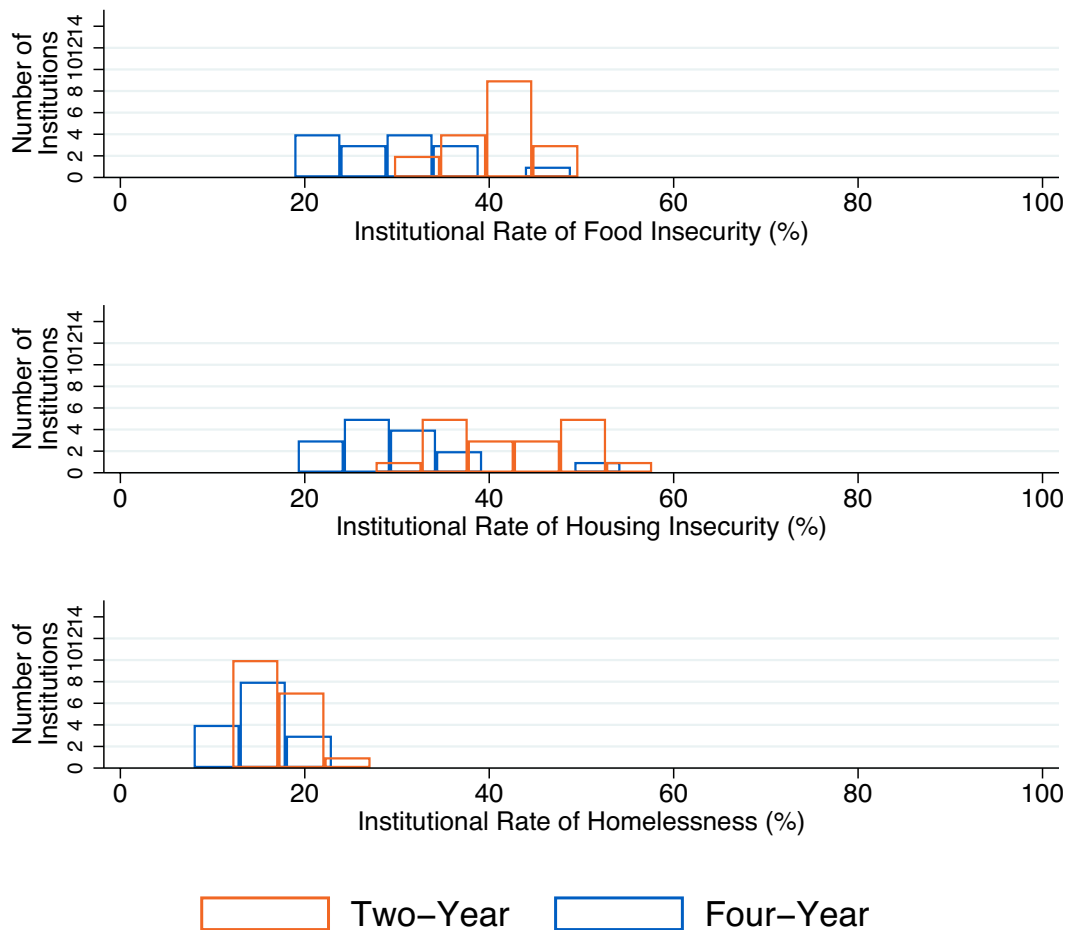 Number of
Institutions
0 2 4 6 8 101214
0 20 40 60 80 100
Institutional Rate of Food Insecurity (%)
Number of
Institutions
0 2 4 6 8 101214
0 20 40 60 80 100
Institutional Rate of Housing Insecurity (%)
Number of
Institutions
0 2 4 6 8 101214
0 20 40 60 80 100
Institutional Rate of Homelessness (%)
Two−Year Four−Year